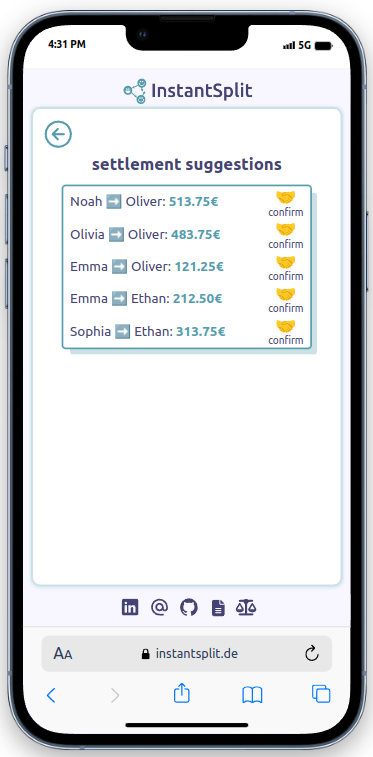 4:31 PM
5G
InstantSplit
settlement suggestions
Noah ➡️ Oliver: 513.75€
confirm
Olivia ➡️ Oliver: 483.75€
confirm
Emma ➡️ Oliver: 121.25€
confirm
Emma ➡️ Ethan: 212.50€
confirm
Sophia ➡️ Ethan: 313.75€
confirm
in
AA
instantsplit.de